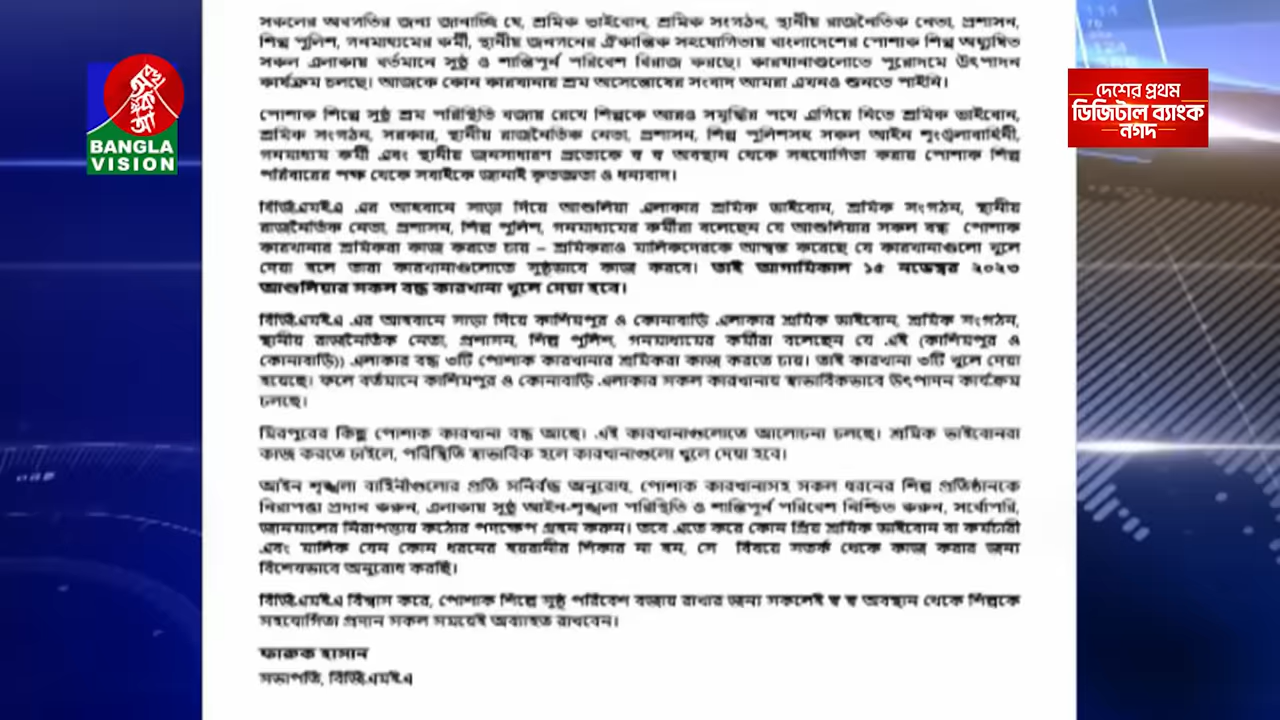 সকলের অবগতির জন্য জানাচ্ছি যে, শ্রমিক ভাইবোন, শ্রমিক সংগঠন, স্থানীয় রাজনৈতিক নেতা, প্রশাসন,
শিল্প পুলিশ, গনমাধ্যমের কর্মী, স্থানীয় জনগনের ঐকান্তিক সহযোগিতায় বাংলাদেশের পোশাক শিল্প অধ্যুষিত
সকল এলাকায় বর্তমানে সুষ্ঠু ও শান্তিপূর্ন পরিবেশ বিরাজ করছে। কারখানাগুলোতে পুরোদমে উৎপাদন
কার্যক্রম চলছে। আজকে কোন কারখানায় শ্রম অসন্তোষের সংবাদ আমরা এখনও শুনতে পাইনি।
পোশাক শিল্পে সুষ্ঠু শ্রম পরিস্থিতি বজায় রেখে শিল্পকে আরও সমৃদ্ধির পথে এগিয়ে নিতে শ্রমিক ভাইবোন,
শ্রমিক সংগঠন, সরকার, স্থানীয় রাজনৈতিক নেতা, প্রশাসন, শিল্প পুলিশসহ সকল আইন শৃংখলাবাহিনী,
গনমাধ্যম কর্মী এবং স্থানীয় জনসাধারণ প্রত্যেকে স্ব স্ব অবস্থান থেকে সহযোগিতা করায় পোশাক শিল্প
পরিবারের পক্ষ থেকে সবাইকে জানাই কৃতজ্ঞতা ও ধন্যবাদ।
বিজিএমইএ এর আহবানে সাড়া দিয়ে আশুলিয়া এলাকার শ্রমিক ভাইবোন, শ্রমিক সংগঠন, স্থানীয়
রাজনৈতিক নেতা, প্রশাসন, শিল্প পুলিশ, গনমাধ্যমের কর্মীরা বলেছেন যে আশুলিয়ার সকল বন্ধ পোশাক
কারখানার শ্রমিকরা কাজ করতে চায় – শ্রমিকরাও মালিকদেরকে আশ্বস্ত করেছে যে কারখানাগুলো খুলে
দেয়া হলে তারা কারখানাগুলোতে সুষ্ঠুভাবে কাজ করবে। তাই আগামিকাল ১৫ নভেম্বর ২০২৩
আশুলিয়ার সকল বন্ধ কারখানা খুলে দেয়া হবে।
বিজিএমইএ এর আহবানে সাড়া দিয়ে কাশিমপুর ও কোনাবাড়ি এলাকার শ্রমিক ভাইবোন, শ্রমিক সংগঠন,
স্থানীয় রাজনৈতিক নেতা, প্রশাসন, শিল্প পুলিশ, গনমাধ্যমের কর্মীরা বলেছেন যে এই (কাশিমপুর ও
কোনাবাড়ি)) এলাকার বন্ধ ৩টি পোশাক কারখানার শ্রমিকরা কাজ করতে চায়। তাই কারখানা ৩টি খুলে দেয়া
হয়েছে। ফলে বর্তমানে কাশিমপুর ও কোনাবাড়ি এলাকার সকল কারখানায় স্বাভাবিকভাবে উৎপাদন কার্যক্রম
চলছে।
মিরপুরের কিছু পোশাক কারখানা বন্ধ আছে। এই কারখানাগুলোতে আলোচনা চলছে। শ্রমিক ভাইবোনরা
কাজ করতে চাইলে, পরিস্থিতি স্বাভাবিক হলে কারখানাগুলো খুলে দেয়া হবে।
আইন শৃঙ্খলা বাহিনীগুলোর প্রতি সনির্বন্ধ অনুরোধ, পোশাক কারখানাসহ সকল ধরনের শিল্প প্রতিষ্ঠানকে
নিরাপত্তা প্রদান করুন, এলাকায় সুষ্ঠু আইন-শৃঙ্খলা পরিস্থিতি ও শান্তিপূর্ন পরিবেশ নিশ্চিত করুন, সর্বোপরি,
জানমালের নিরাপত্তায় কঠোর পদক্ষেপ গ্রহন করুন। তবে এতে করে কোন প্রিয় শ্রমিক ভাইবোন বা কর্মচারী
এবং মালিক যেন কোন ধরনের হয়রানীর শিকার না হন, সে বিষয়ে সতর্ক থেকে কাজ করার জন্য
বিশেষভাবে অনুরোধ করছি।
বিজিএমইএ বিশ্বাস করে, পোশাক শিল্পে সুষ্ঠু পরিবেশ বজায় রাখার জন্য সকলেই স্ব স্ব অবস্থান থেকে শিল্পকে
সহযোগিতা প্রদান সকল সময়েই অব্যাহত রাখবেন।
ফারুক হাসান
সভাপতি, বিজিএমইএ
BANGLA
VISION
দেশের প্রথম
ডিজিটাল ব্যাংক
নগদ